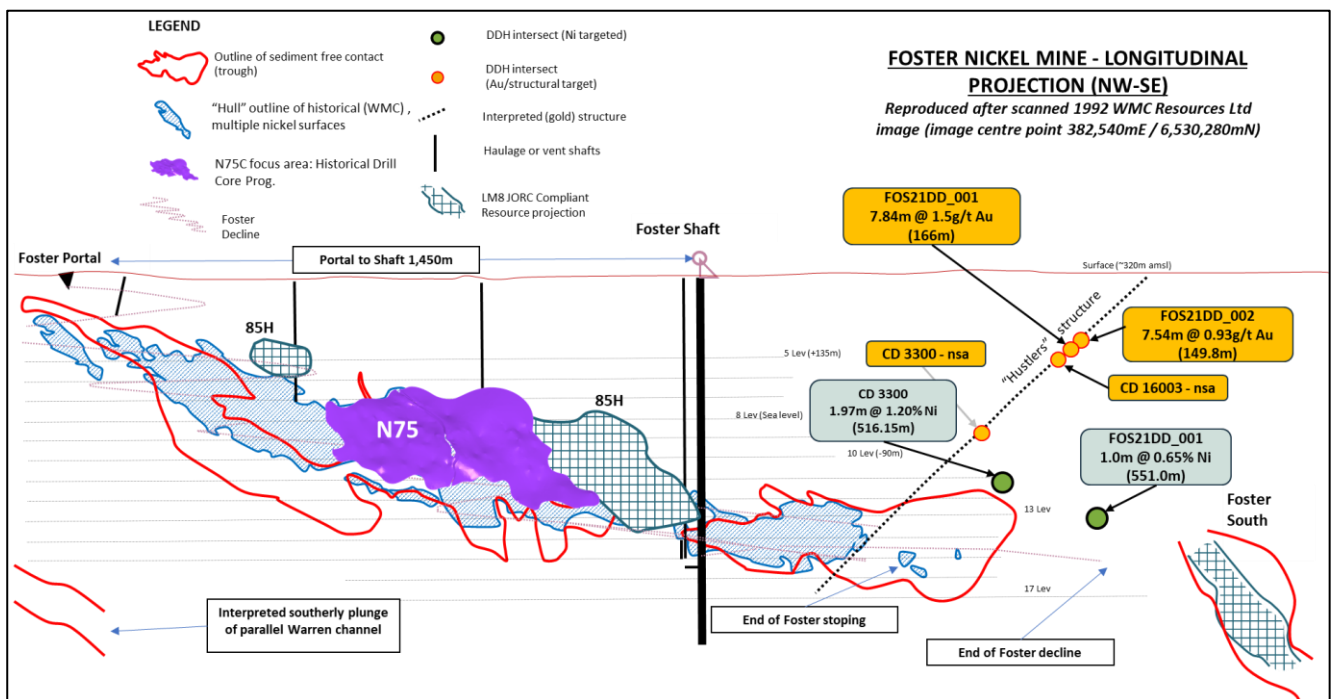 LEGEND
Outline of sediment free contact
(trough)
“Hull” outline of historical (WMC) ,
multiple nickel surfaces
N75C focus area: Historical Drill
Core Prog.
Foster
Decline
DDH intersect (Ni targeted)
DDH intersect
(Au/structural target)
Interpreted (gold) structure
Haulage or vent shafts
LM8 JORC Compliant
Resource projection
FOSTER NICKEL MINE - LONGITUDINAL
PROJECTION (NW-SE)
Reproduced after scanned 1992 WMC Resources Ltd
image (image centre point 382,540mE / 6,530,280mN)
FOS21DD_001
7.84m @ 1.5g/t Au
(166m)
Foster Shaft
Foster Portal
Portal to Shaft 1,450m
Surface (~320m amsl)
“Hustlers” structure
FOS21DD_002
7.54m @ 0.93g/t Au
(149.8m)
85H
5 Lev (+135m)
CD 3300 - nsa
CD 16003 - nsa
CD 3300
1.97m @ 1.20% Ni
(516.15m)
85H
8 Lev (Sea level)
N75
10 Lev (-90m)
FOS21DD_001
1.0m @ 0.65% Ni
(551.0m)
13 Lev
Foster
South
17 Lev
Interpreted southerly plunge
of parallel Warren channel
End of Foster stoping
End of Foster decline